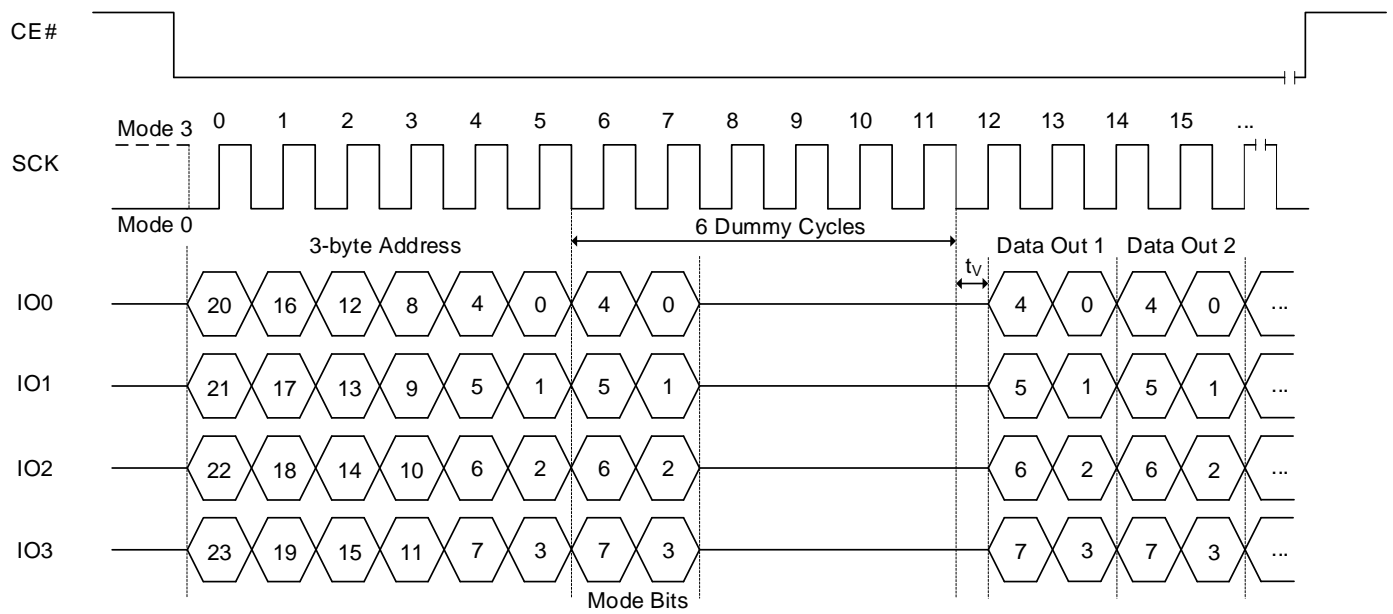 CE#
Mode 3 0 1 2 3 4 5 6 7 8 9 10 11 12 13 14 15 ...
SCK
Mode 0
3-byte Address 6 Dummy Cycles Data Out 1 Data Out 2
tV
IO0 20 16 12 8 4 0 4 0 4 0 4 0 ...
IO1 21 17 13 9 5 1 5 1 5 1 5 1 ...
IO2 22 18 14 10 6 2 6 2 6 2 6 2 ...
IO3 23 19 15 11 7 3 7 3 7 3 7 3 ...
Mode Bits